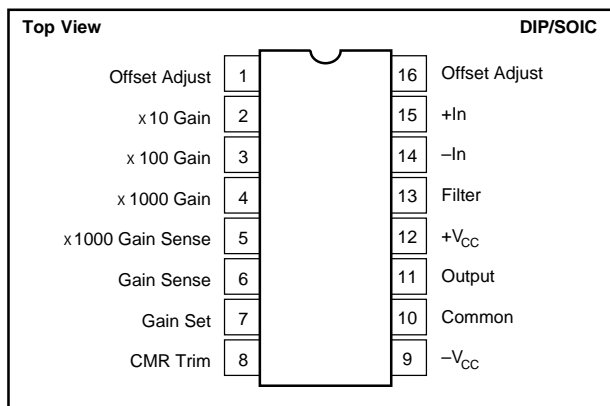 Top View DIP/SOIC
Offset Adjust 1 16 Offset Adjust
x10 Gain 2 15 +In
x 100 Gain 3 14 –In
x 1000 Gain 4 13 Filter
x1000 Gain Sense 5 12 +VCC
Gain Sense 6 11 Output
Gain Set 7 10 Common
CMR Trim 8 9 –VCC